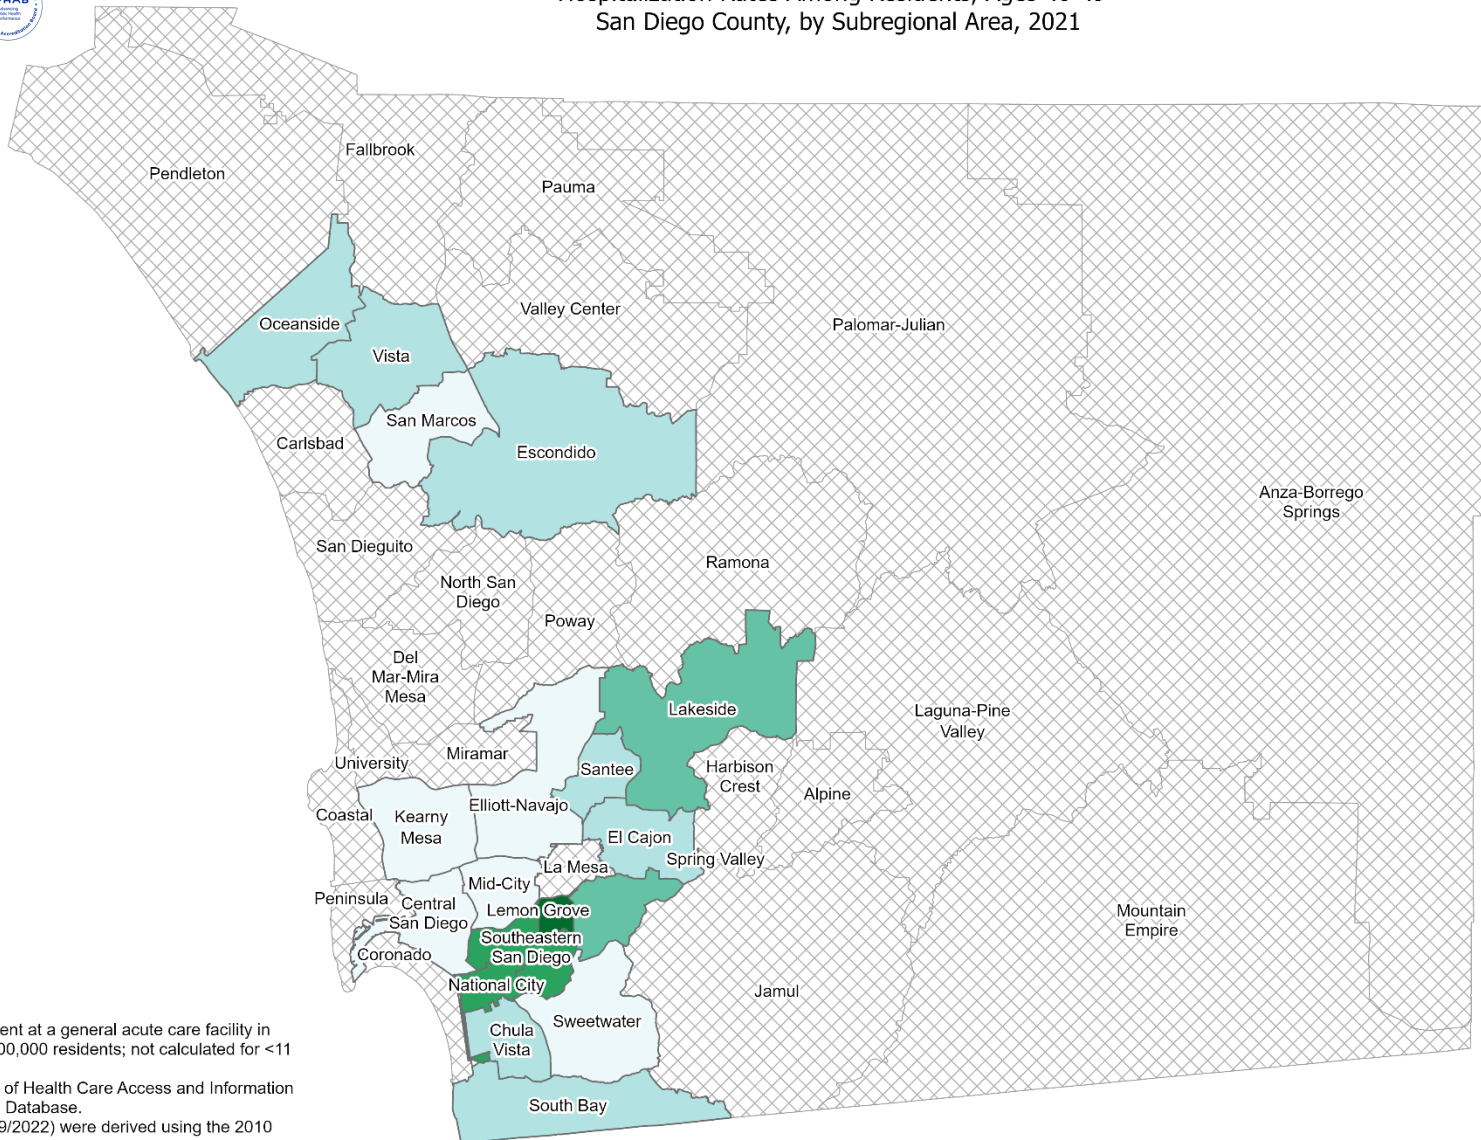 San Diego County, by Subregional Area, 2021
Fallbrook
Pendleton
Pauma
Valley Center
Oceanside
Palomar-Julian
Vista
San Marcos
Carlsbad
Escondido
Anza-Borrego
Springs
San Dieguito
Ramona
North San
Diego
Poway
Del
Mar-Mira
Mesa
Lakeside
Laguna-Pine
Valley
Miramar
University
Santee
Harbison
Crest
Alpine
Elliott-Navajo
Coastal
Kearny
Mesa
El Cajon
Spring Valley
La Mesa
Mid-City
Peninsula
Central
San Diego
Lemon Grove
Mountain
Empire
Southeastern
San Diego
Coronado
National City
Jamul
Sweetwater
Chula
Vista
South Bay
ent at a general acute care facility in
00,000 residents; not calculated for <11
of Health Care Access and Information
Database.
9/2022) were derived using the 2010